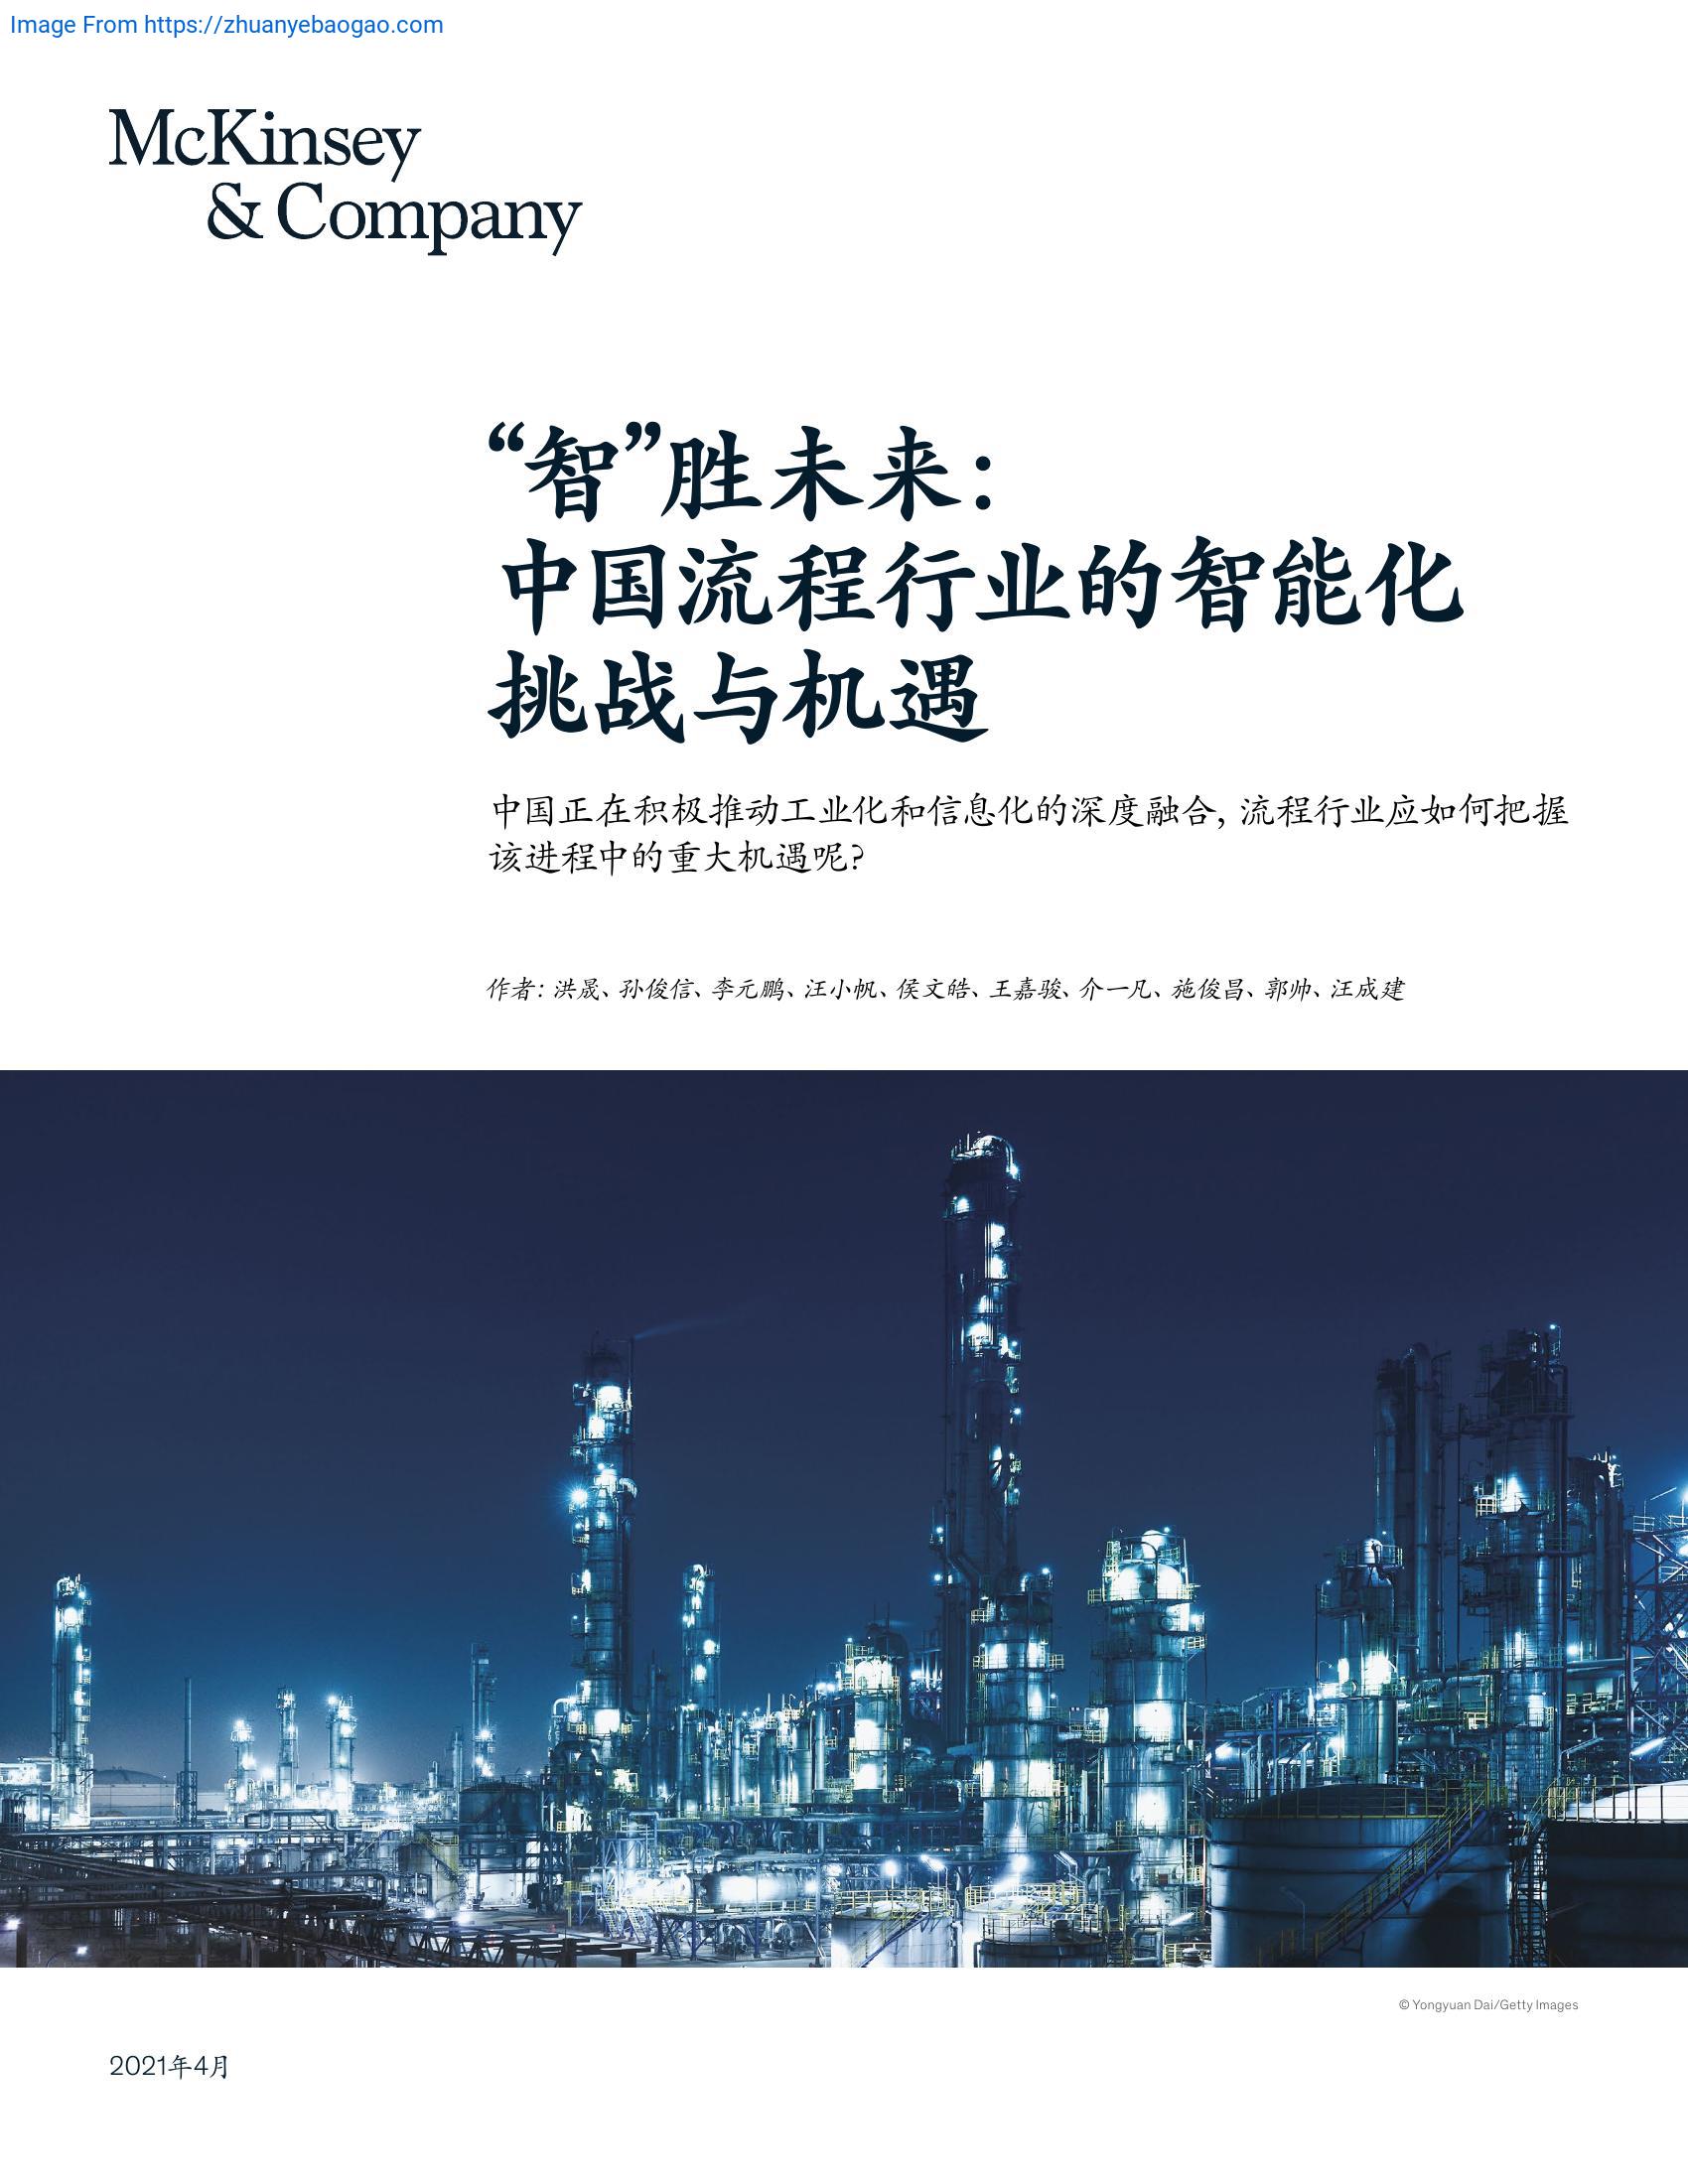 Image From https://zhuanyebaogao.com
McKinsey
& Company
“智”胜未来：
中国流程行业的智能化
挑战与机遇
中国正在积极推动工业化和信息化的深度融合，流程行业应如何把握
该进程中的重大机遇呢？
作者：洪晟、孙俊信、李元鹏、汪小帆、侯文皓、王嘉骏、介一凡、施俊昌、郭帅、汪成建
© Yongyuan Dai/Getty Images
2021年4月